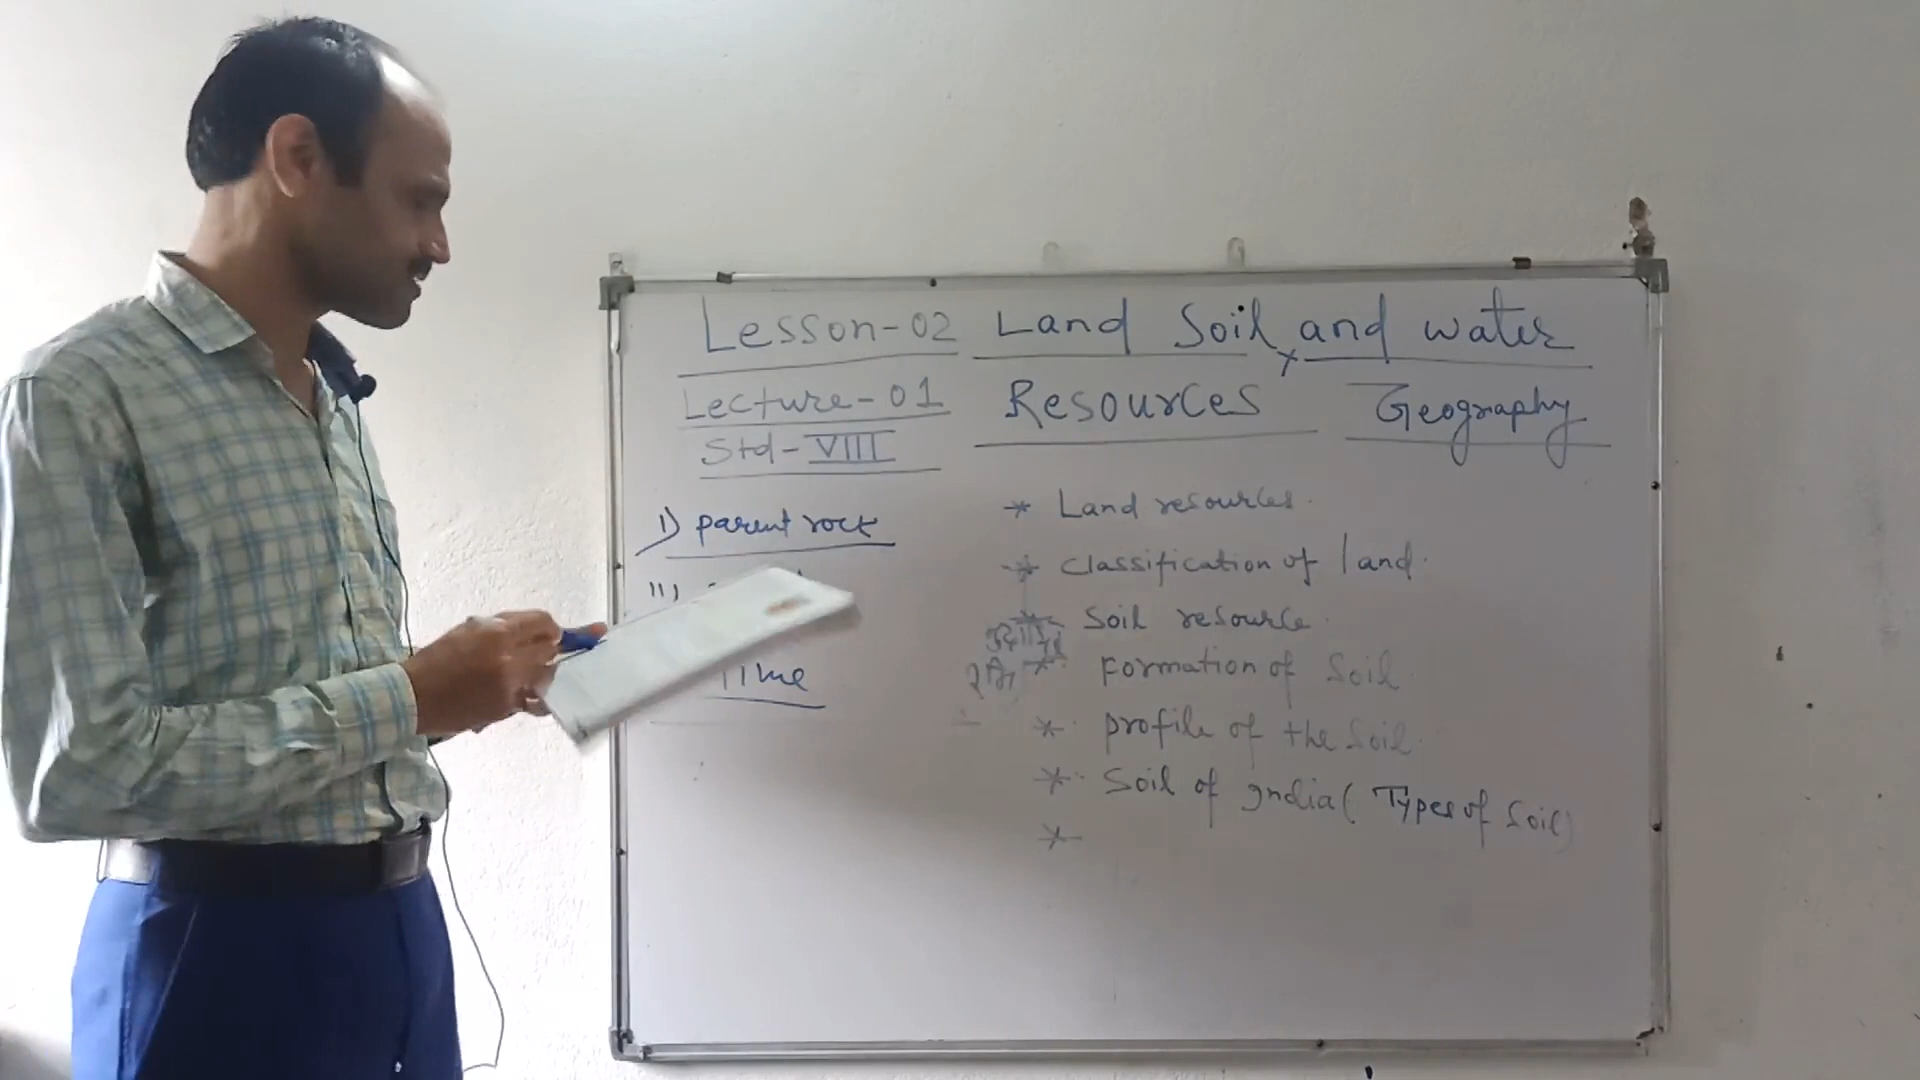 Lesson-02 Land Soil and water
Lecture-01 Resources Geography
Std-VIII
I) parent rock
II)
Time
* Land resources.
* Classification of land.
* Soil resource.
* Formation of Soil
* profile of the Soil.
* Soil of India (Types of Soil)
*